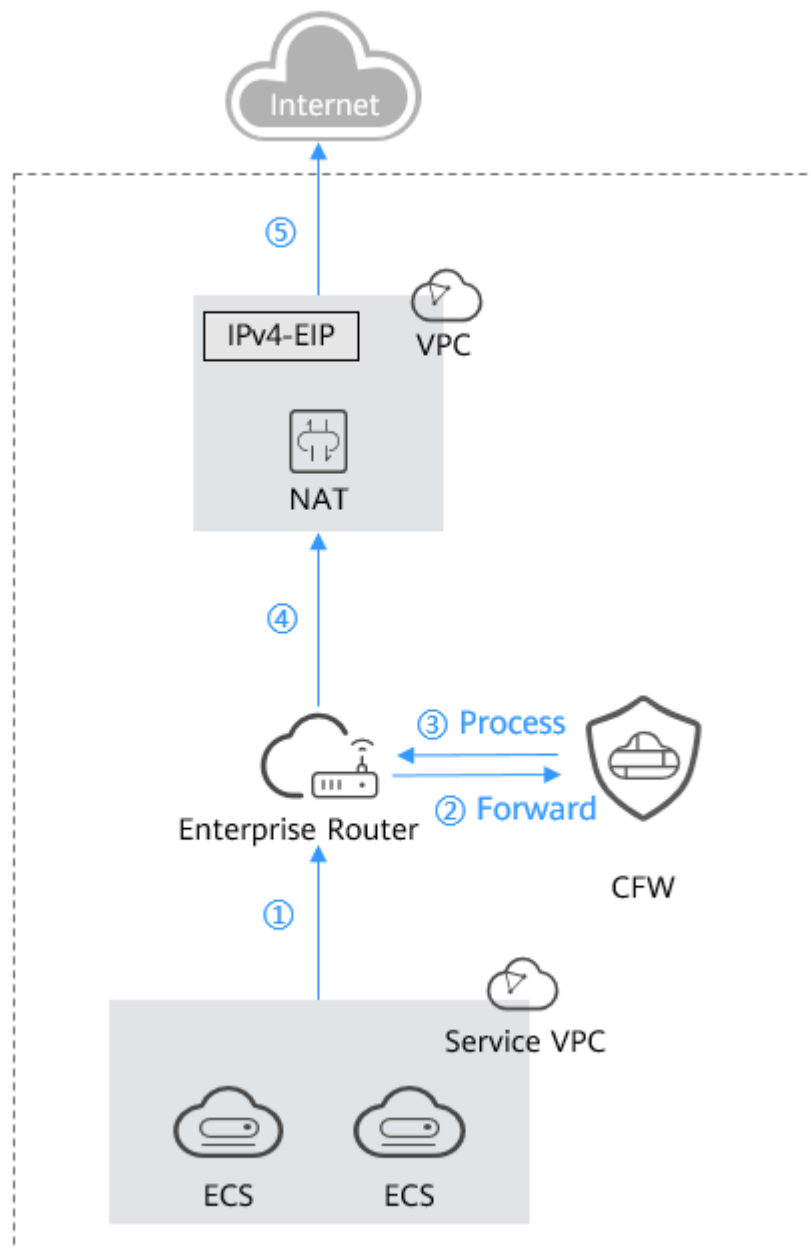 Internet
⑤
IPv4-EIP
VPC
NAT
④
③ Process
② Forward
Enterprise Router
CFW
①
Service VPC
ECS ECS